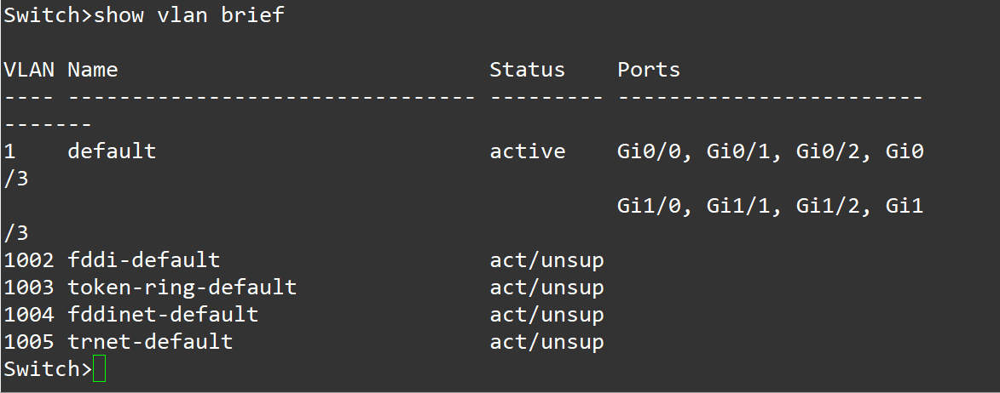 Switch>show vlan brief
VLAN Name                             Status    Ports
---- -------------------------------- --------- ------------------------
-------
1    default                          active    Gi0/0, Gi0/1, Gi0/2, Gi0
/3
                                                Gi1/0, Gi1/1, Gi1/2, Gi1
/3
1002 fddi-default                     act/unsup
1003 token-ring-default               act/unsup
1004 fddinet-default                  act/unsup
1005 trnet-default                    act/unsup
Switch>